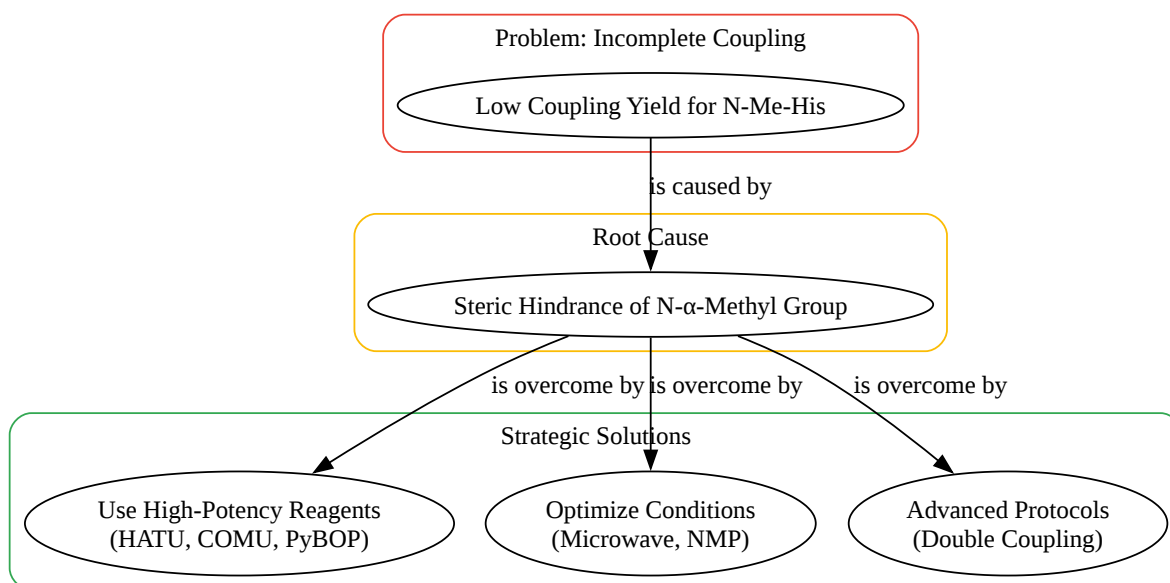 Problem: Incomplete Coupling
Low Coupling Yield for N-Me-His
is caused by
Root Cause
Steric Hindrance of N-α-Methyl Group
is overcome by
is overcome by
is overcome by
Strategic Solutions
Use High-Potency Reagents
(HATU, COMU, PyBOP)
Optimize Conditions
(Microwave, NMP)
Advanced Protocols
(Double Coupling)